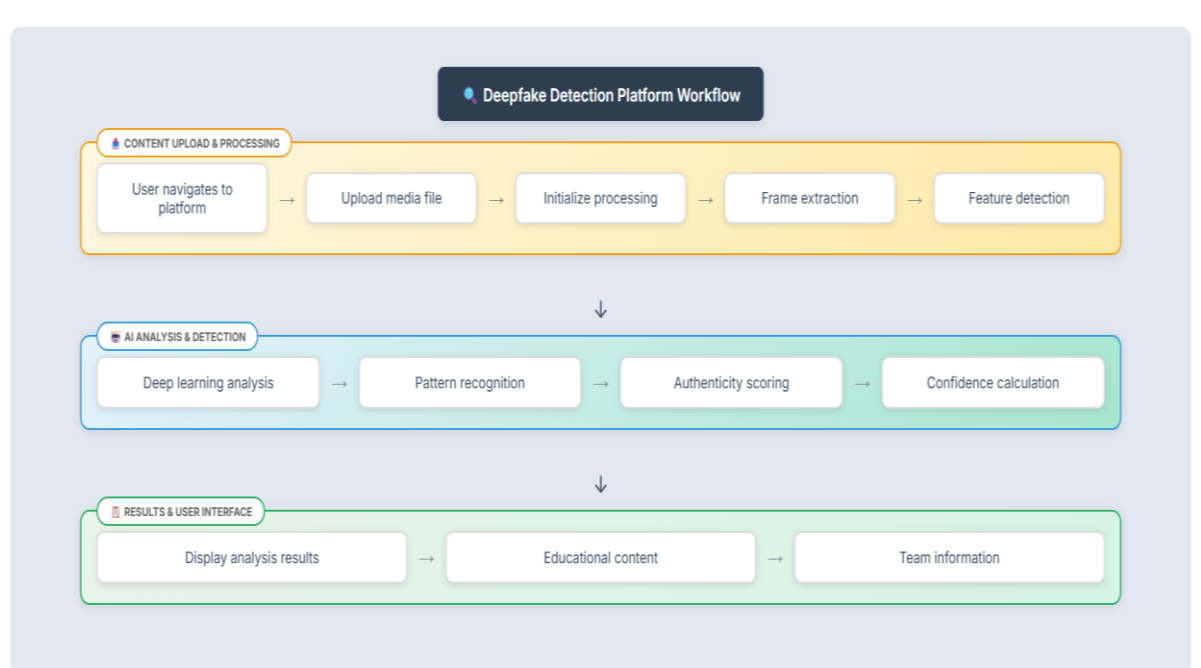 Deepfake Detection Platform Workflow
CONTENT UPLOAD & PROCESSING
User navigates to
platform
→
Upload media file
→
Initialize processing
→
Frame extraction
→
Feature detection
↓
AI ANALYSIS & DETECTION
Deep learning analysis
→
Pattern recognition
→
Authenticity scoring
→
Confidence calculation
↓
RESULTS & USER INTERFACE
Display analysis results
→
Educational content
→
Team information